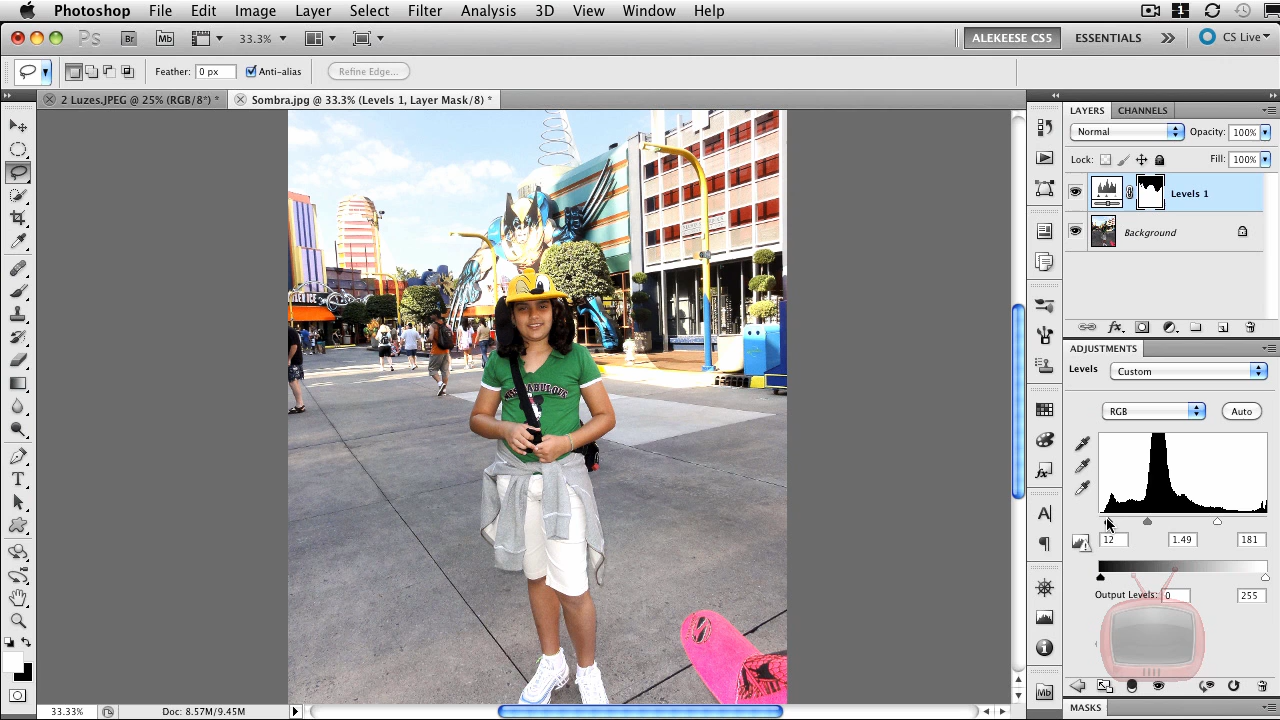 Photoshop File Edit Image Layer Select Filter Analysis 3D View Window Help
Ps Br Mb 33.3% ALEKEESE CS5 ESSENTIALS CS Live
Feather: 0 px Anti-alias Refine Edge...
2 Luzes.JPEG @ 25% (RGB/8*) * Sombra.jpg @ 33.3% (Levels 1, Layer Mask/8) *
LAYERS CHANNELS
Normal Opacity: 100%
Lock: Fill: 100%
Levels 1
Background
ADJUSTMENTS
Levels Custom
RGB Auto
12 1.49 181
Output Levels: 0 255
Mb
MASKS
33.33% Doc: 8.57M/9.45M